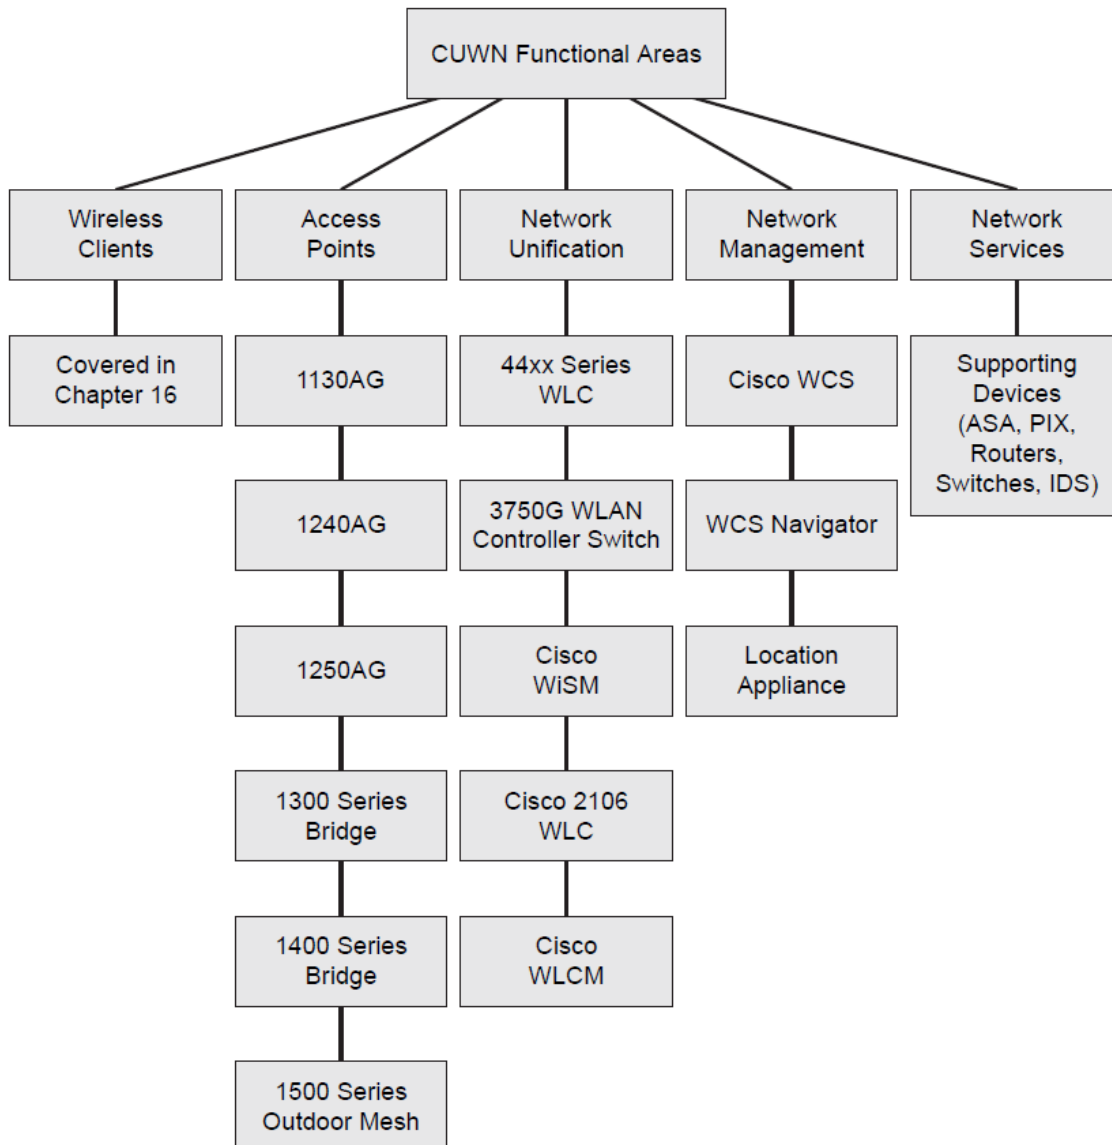 CUWN Functional Areas
Wireless
Clients
Access
Points
Network
Unification
Network
Management
Network
Services
Covered in
Chapter 16
1130AG
44xx Series
WLC
Cisco WCS
Supporting
Devices
(ASA, PIX,
Routers,
Switches, IDS)
1240AG
3750G WLAN
Controller Switch
WCS Navigator
1250AG
Cisco
WiSM
Location
Appliance
1300 Series
Bridge
Cisco 2106
WLC
1400 Series
Bridge
Cisco
WLCM
1500 Series
Outdoor Mesh